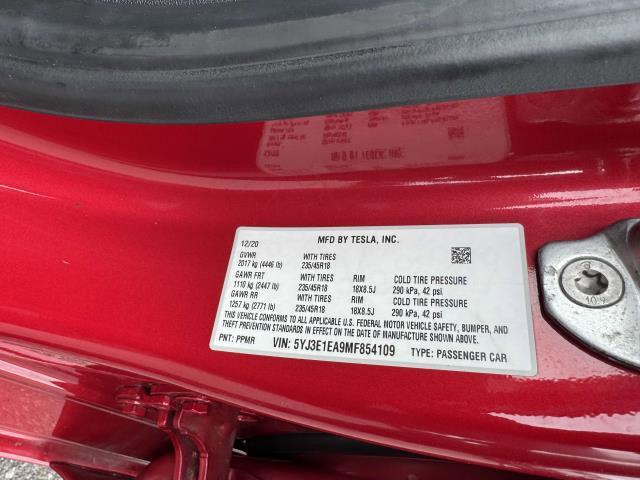 12/20 MFD BY TESLA, INC.
GVWR WITH TIRES
2017 kg (4446 lb) 235/45R18
GAWR FRT WITH TIRES RIM COLD TIRE PRESSURE
1110 kg (2447 lb) 235/45R18 18X8.5J 290 kPa, 42 psi
GAWR RR WITH TIRES RIM COLD TIRE PRESSURE
1257 kg (2771 lb) 235/45R18 18X8.5J 290 kPa, 42 psi
THIS VEHICLE CONFORMS TO ALL APPLICABLE U.S. FEDERAL MOTOR VEHICLE SAFETY, BUMPER, AND
THEFT PREVENTION STANDARDS IN EFFECT ON THE DATE OF MANUFACTURE SHOWN ABOVE.
PNT: PPMR VIN: 5YJ3E1EA9MF854109 TYPE: PASSENGER CAR